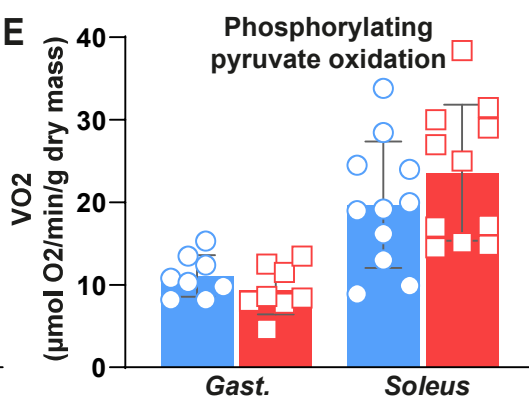 E
Phosphorylating
pyruvate oxidation
VO2
(µmol O2/min/g dry mass)
40
30
20
10
0
Gast.
Soleus